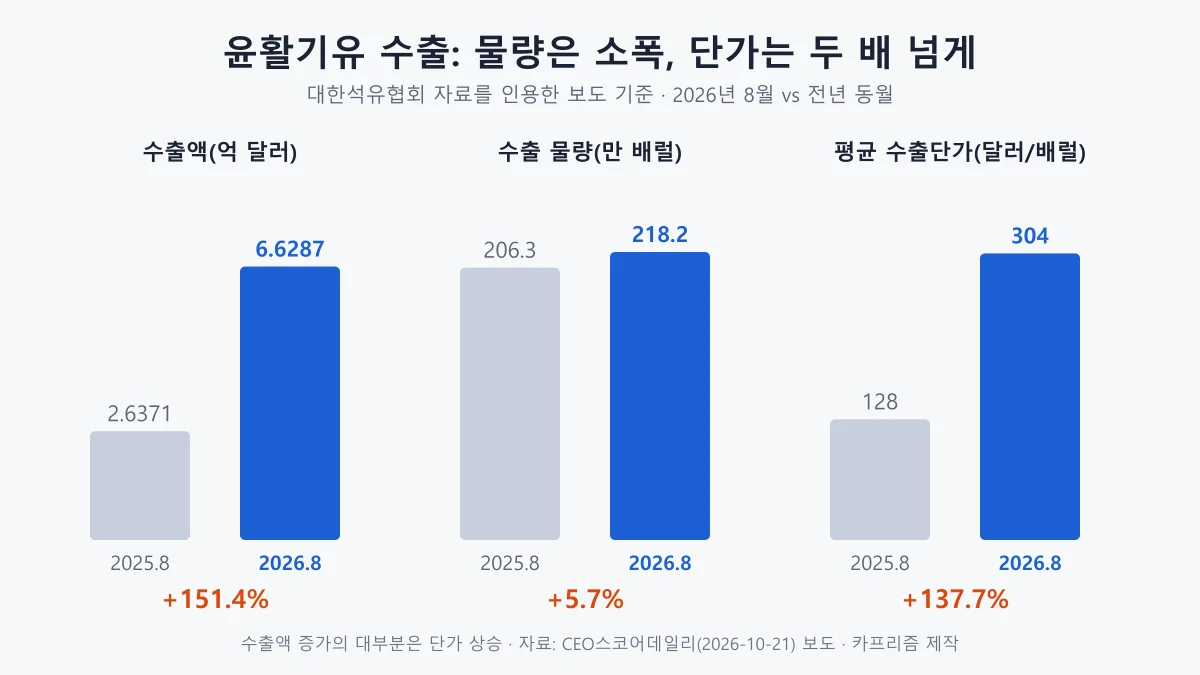 윤활기유 수출: 물량은 소폭, 단가는 두 배 넘게
대한석유협회 자료를 인용한 보도 기준 · 2026년 8월 vs 전년 동월
수출액(억 달러)
2.6371
6.6287
2025.8
2026.8
+151.4%
수출 물량(만 배럴)
206.3
218.2
2025.8
2026.8
+5.7%
평균 수출단가(달러/배럴)
128
304
2025.8
2026.8
+137.7%
수출액 증가의 대부분은 단가 상승 · 자료: CEO스코어데일리(2026-10-21) 보도 · 카프리즘 제작